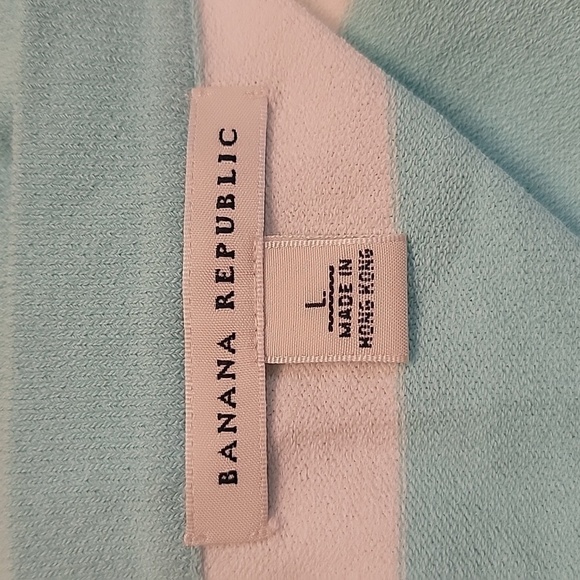 BANANA REPUBLIC
L.
MADE IN
HONG KONG